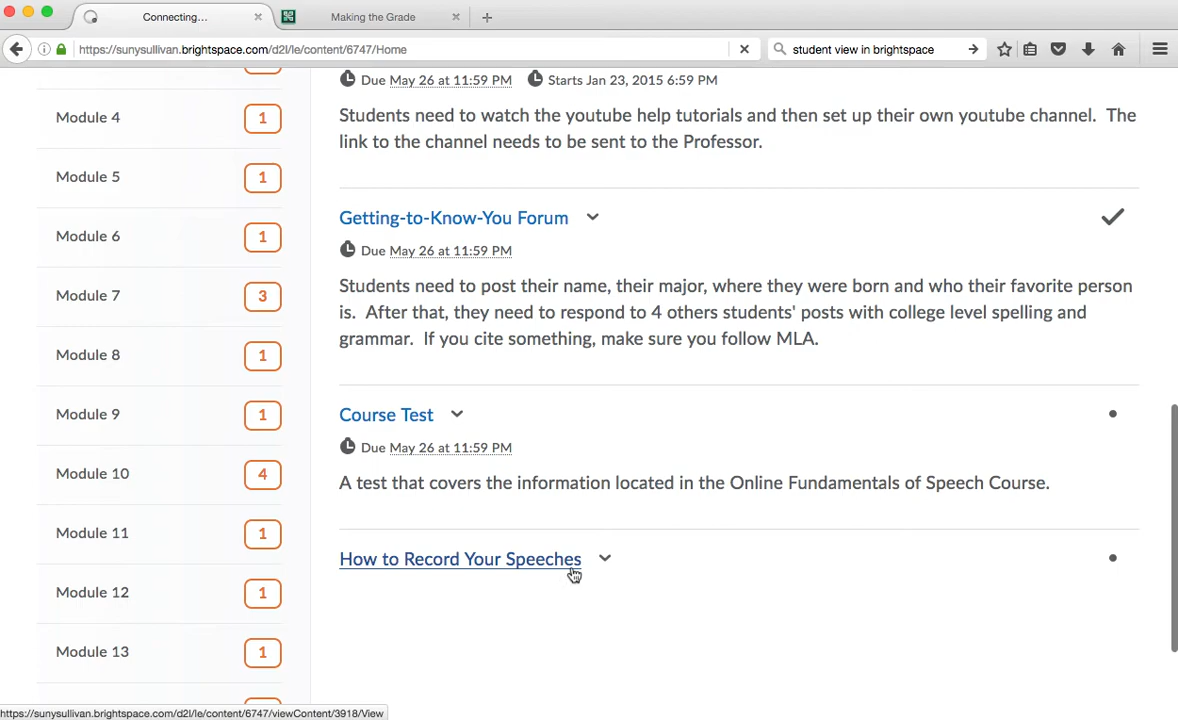 Connecting...
Making the Grade
https://sunysullivan.brightspace.com/d2l/le/content/6747/Home
student view in brightspace
Due May 26 at 11:59 PM Starts Jan 23, 2015 6:59 PM
Students need to watch the youtube help tutorials and then set up their own youtube channel. The
link to the channel needs to be sent to the Professor.
Getting-to-Know-You Forum
Due May 26 at 11:59 PM
Students need to post their name, their major, where they were born and who their favorite person
is. After that, they need to respond to 4 others students' posts with college level spelling and
grammar. If you cite something, make sure you follow MLA.
Course Test
Due May 26 at 11:59 PM
A test that covers the information located in the Online Fundamentals of Speech Course.
How to Record Your Speeches
Module 4 1
Module 5 1
Module 6 1
Module 7 3
Module 8 1
Module 9 1
Module 10 4
Module 11 1
Module 12 1
Module 13 1
https://sunysullivan.brightspace.com/d2l/le/content/6747/viewContent/3918/View